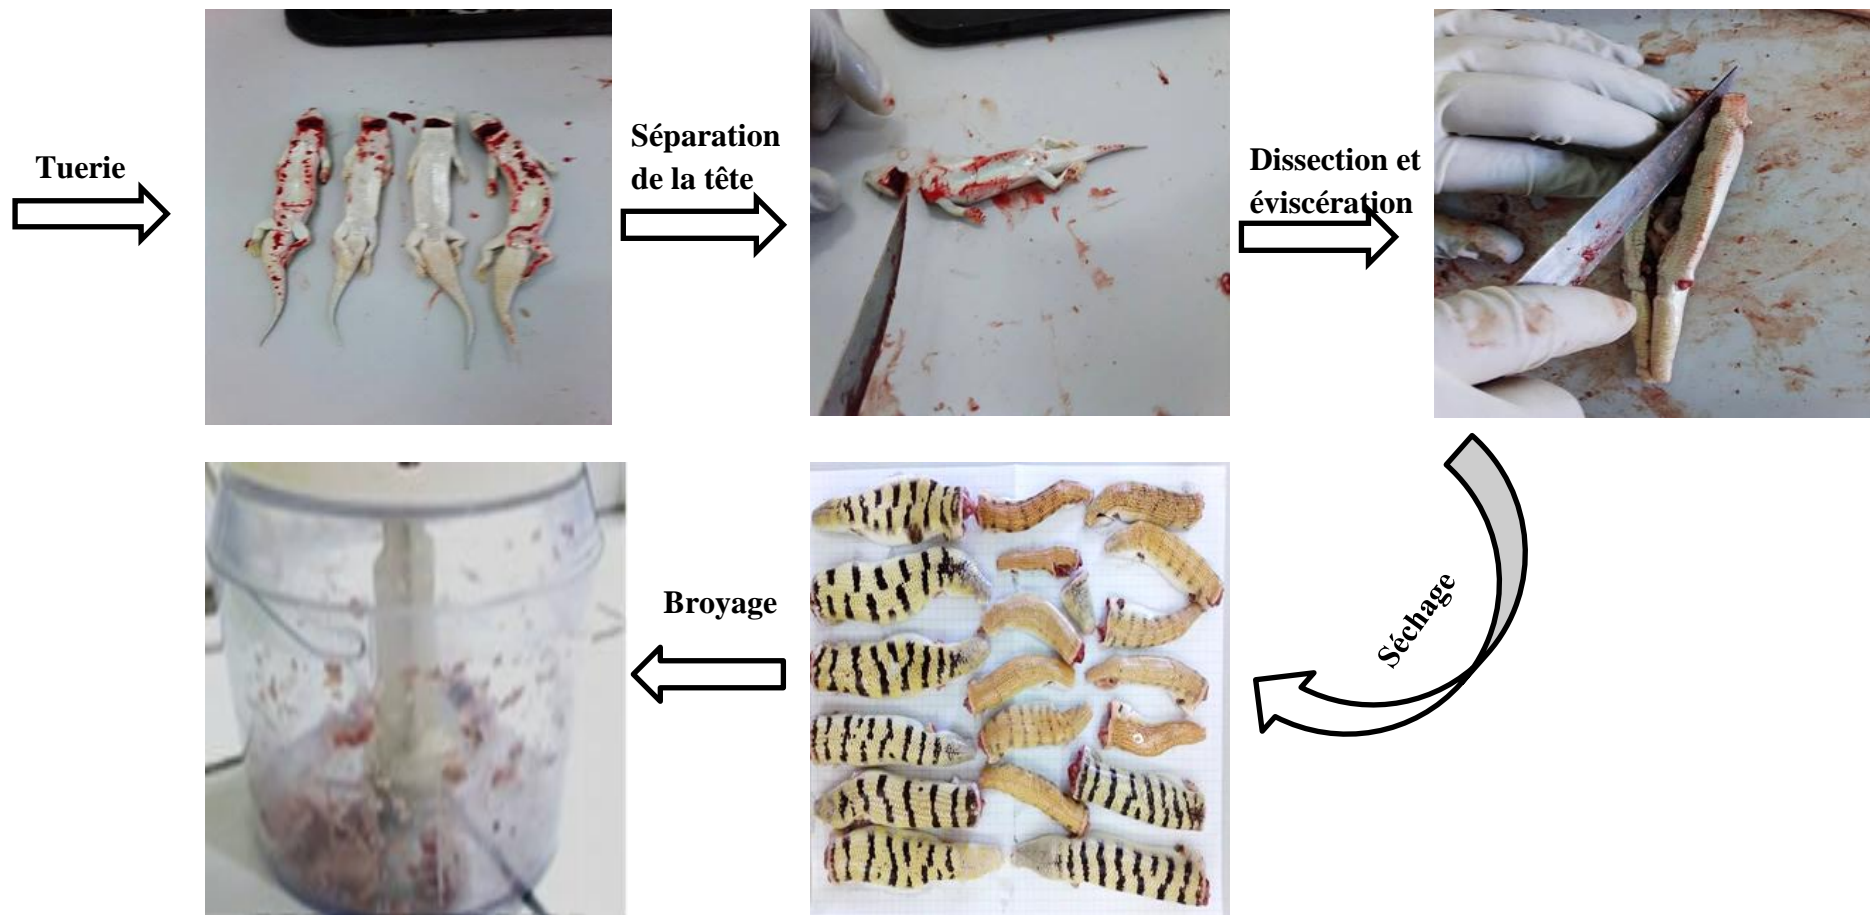 Tuerie
Séparation
de la tête
Dissection et
éviscération
Séchage
Broyage